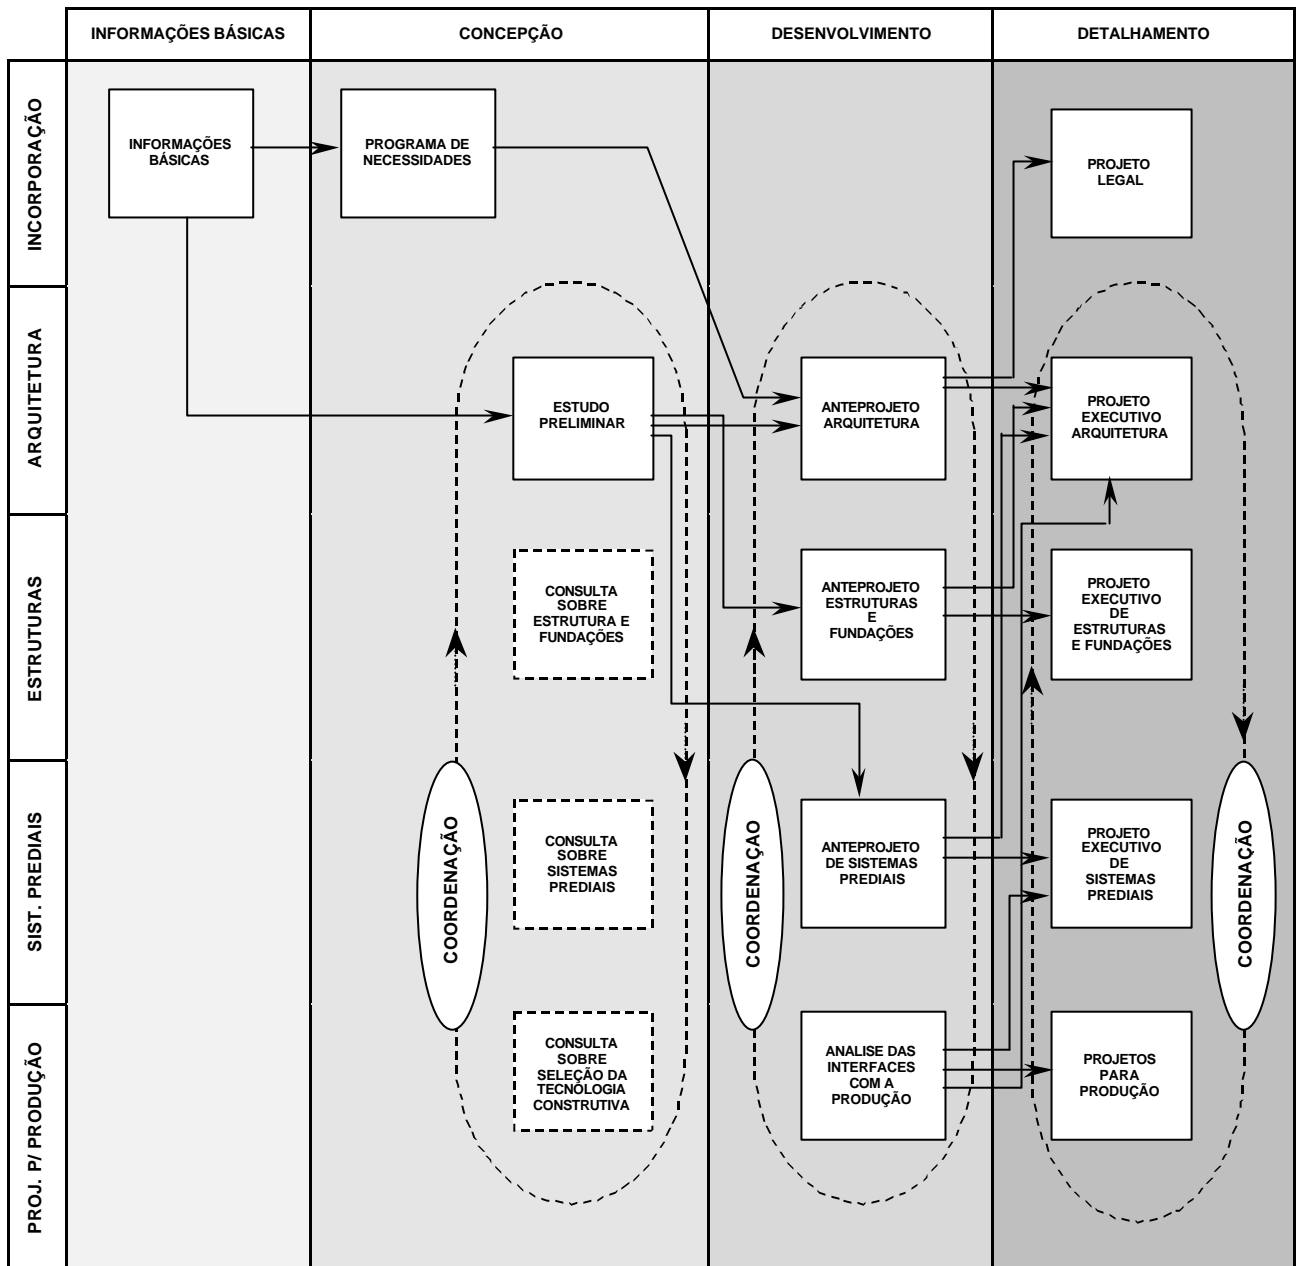 INFORMAÇÕES BÁSICAS
CONCEPÇÃO
DESENVOLVIMENTO
DETALHAMENTO
INCORPORAÇÃO
INFORMAÇÕES
BÁSICAS
PROGRAMA DE
NECESSIDADES
PROJETO
LEGAL
ARQUITETURA
ESTUDO
PRELIMINAR
ANTEPROJETO
ARQUITETURA
PROJETO
EXECUTIVO
ARQUITETURA
ESTRUTURAS
CONSULTA
SOBRE
ESTRUTURA E
FUNDAÇÕES
ANTEPROJETO
ESTRUTURAS
E
FUNDAÇÕES
PROJETO
EXECUTIVO
DE
ESTRUTURAS
E FUNDAÇÕES
SIST. PREDIAIS
COORDENAÇÃO
CONSULTA
SOBRE
SISTEMAS
PREDIAIS
COORDENAÇAO
ANTEPROJETO
DE SISTEMAS
PREDIAIS
PROJETO
EXECUTIVO
DE
SISTEMAS
PREDIAIS
COORDENAÇÃO
PROJ. P/ PRODUÇÃO
CONSULTA
SOBRE
SELEÇÃO DA
TECNOLOGIA
CONSTRUTIVA
ANALISE DAS
INTERFACES
COM A
PRODUÇÃO
PROJETOS
PARA
PRODUÇÃO